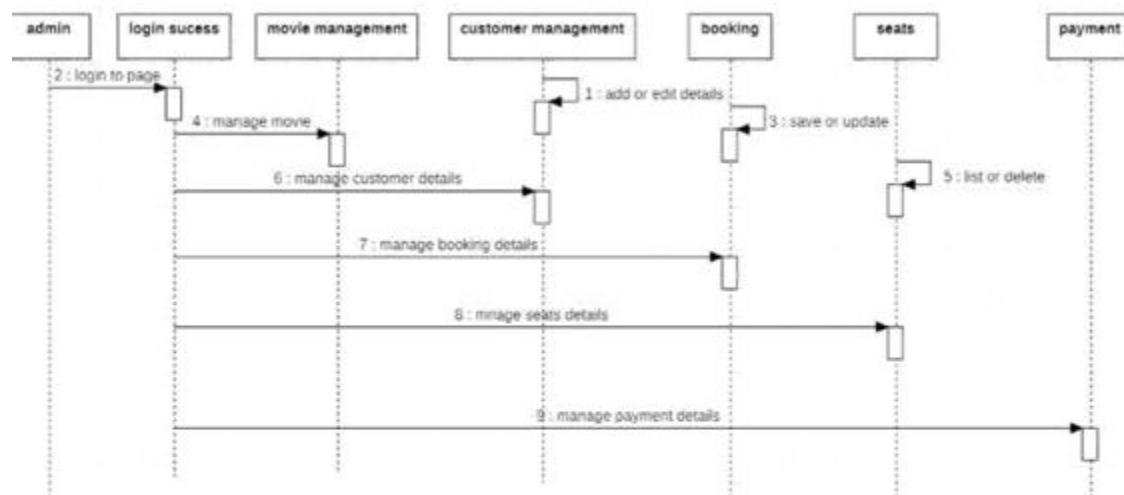 admin
login sucess
movie management
customer management
booking
seats
payment
2 : login to page
1 : add or edit details
4 : manage movie
3 : save or update
6 : manage customer details
5 : list or delete
7 : manage booking details
8 : mnage seats details
9 : manage payment details